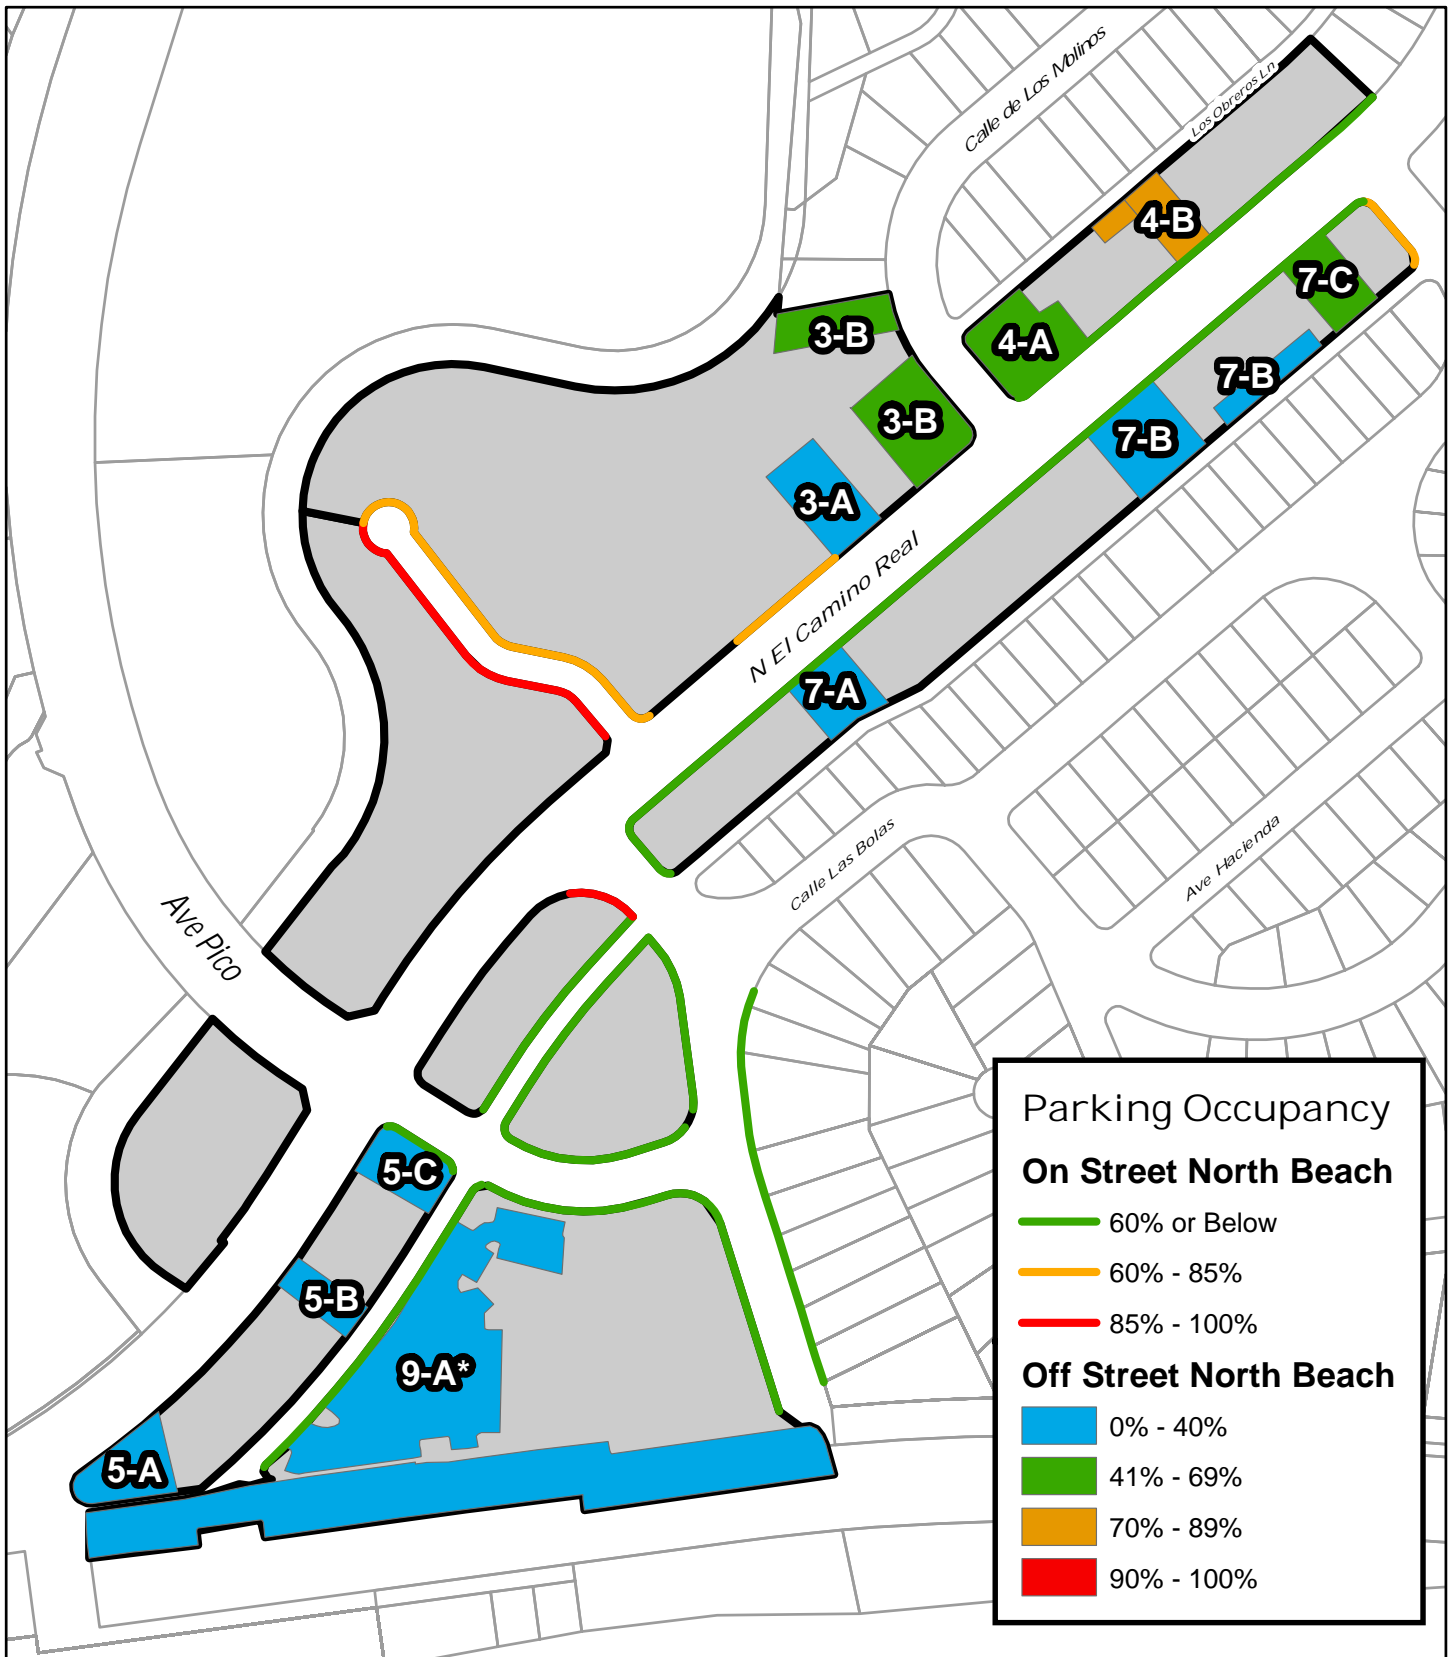 Calle de Los Molinos
Los Obreros Ln
4-B
7-C
3-B
4-A
7-B
3-B
7-B
3-A
N El Camino Real
7-A
Calle Las Bolas
Ave Hacienda
Ave Pico
5-C
5-B
9-A*
5-A
Parking Occupancy
On Street North Beach
60% or Below
60% - 85%
85% - 100%
Off Street North Beach
0% - 40%
41% - 69%
70% - 89%
90% - 100%